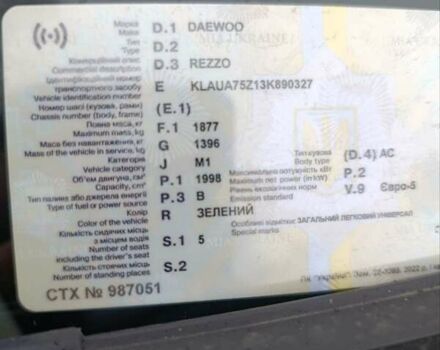 Марка
Make
D.1 DAEWOO
Тип
Type
D.2
Комерційний опис
Commercial description
D.3 REZZO
Ідентифікаційний номер
транспортного засобу
Vehicle identification number
E KLAUA75Z13K890327
Номер шасі (кузова, рами)
Chassis number (body, frame)
(E.1)
Повна маса, кг
Maximum mass, kg
F.1 1877
Маса без навантаження, кг
Mass of the vehicle in service, kg
G 1396
Категорія
Category
J M1
Тип кузова
Body type
(D.4) AC
Об'єм двигуна, см³
Capacity, cm³
P.1 1998
Максимальна потужність кВт
Maximum net power (in kW)
P.2
Тип палива або джерела енергії
Type of fuel or power source
P.3 B
Рівень екологічних норм
Emission standard
V.9 Євро-5
Колір
Color of the vehicle
R ЗЕЛЕНИЙ
Особливі відмітки: ЗАГАЛЬНИЙ ЛЕГКОВИЙ УНІВЕРСАЛ
Special notes
Кількість сидячих місць
з місцем водія
Number of seats
including the driver's seat
S.1 5
Кількість стоячих місць
Number of standing places
S.2
СТХ № 987051